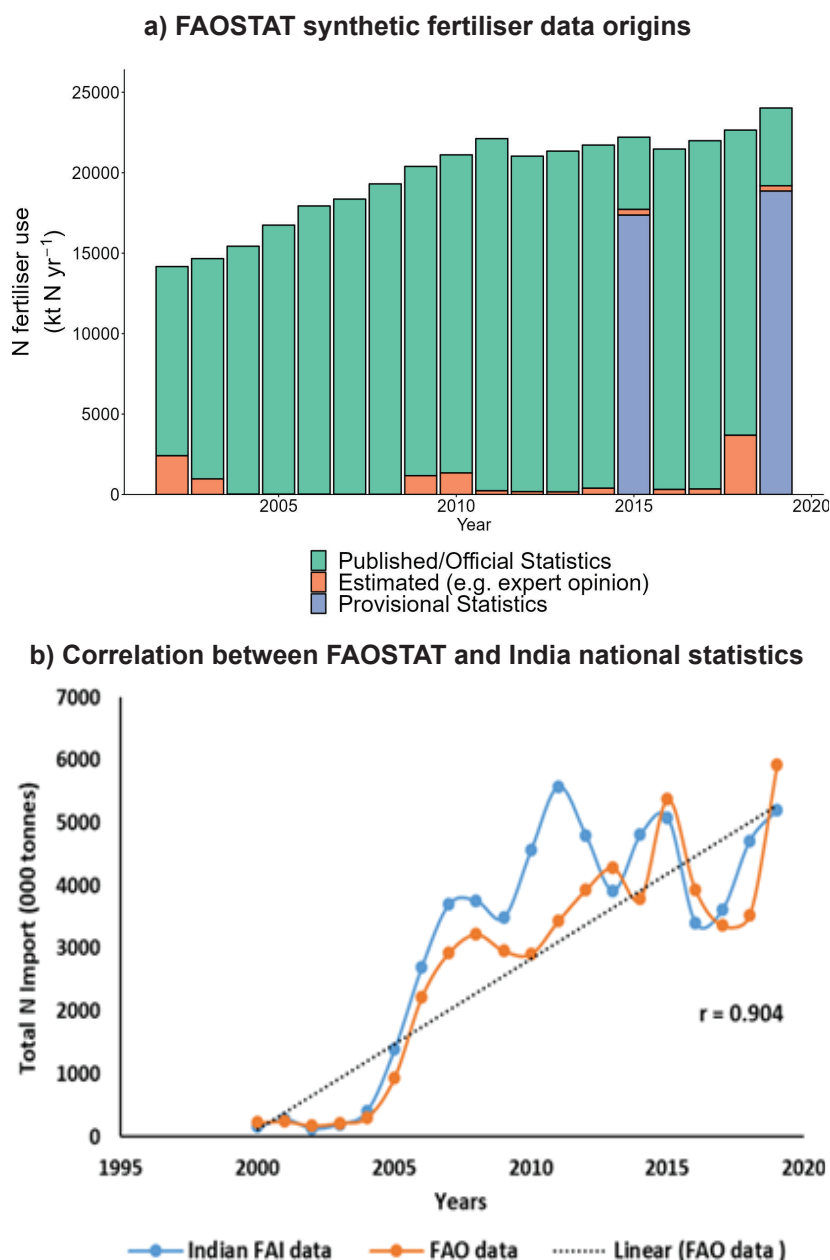 a) FAOSTAT synthetic fertiliser data origins
25000
20000
15000
10000
5000
0
N fertiliser use
(kt N yr⁻¹)
2005
2010
2015
2020
Year
Published/Official Statistics
Estimated (e.g. expert opinion)
Provisional Statistics
b) Correlation between FAOSTAT and India national statistics
7000
6000
5000
4000
3000
2000
1000
0
Total N Import (000 tonnes)
r = 0.904
1995
2000
2005
2010
2015
2020
Years
Indian FAI data
FAO data
Linear (FAO data )